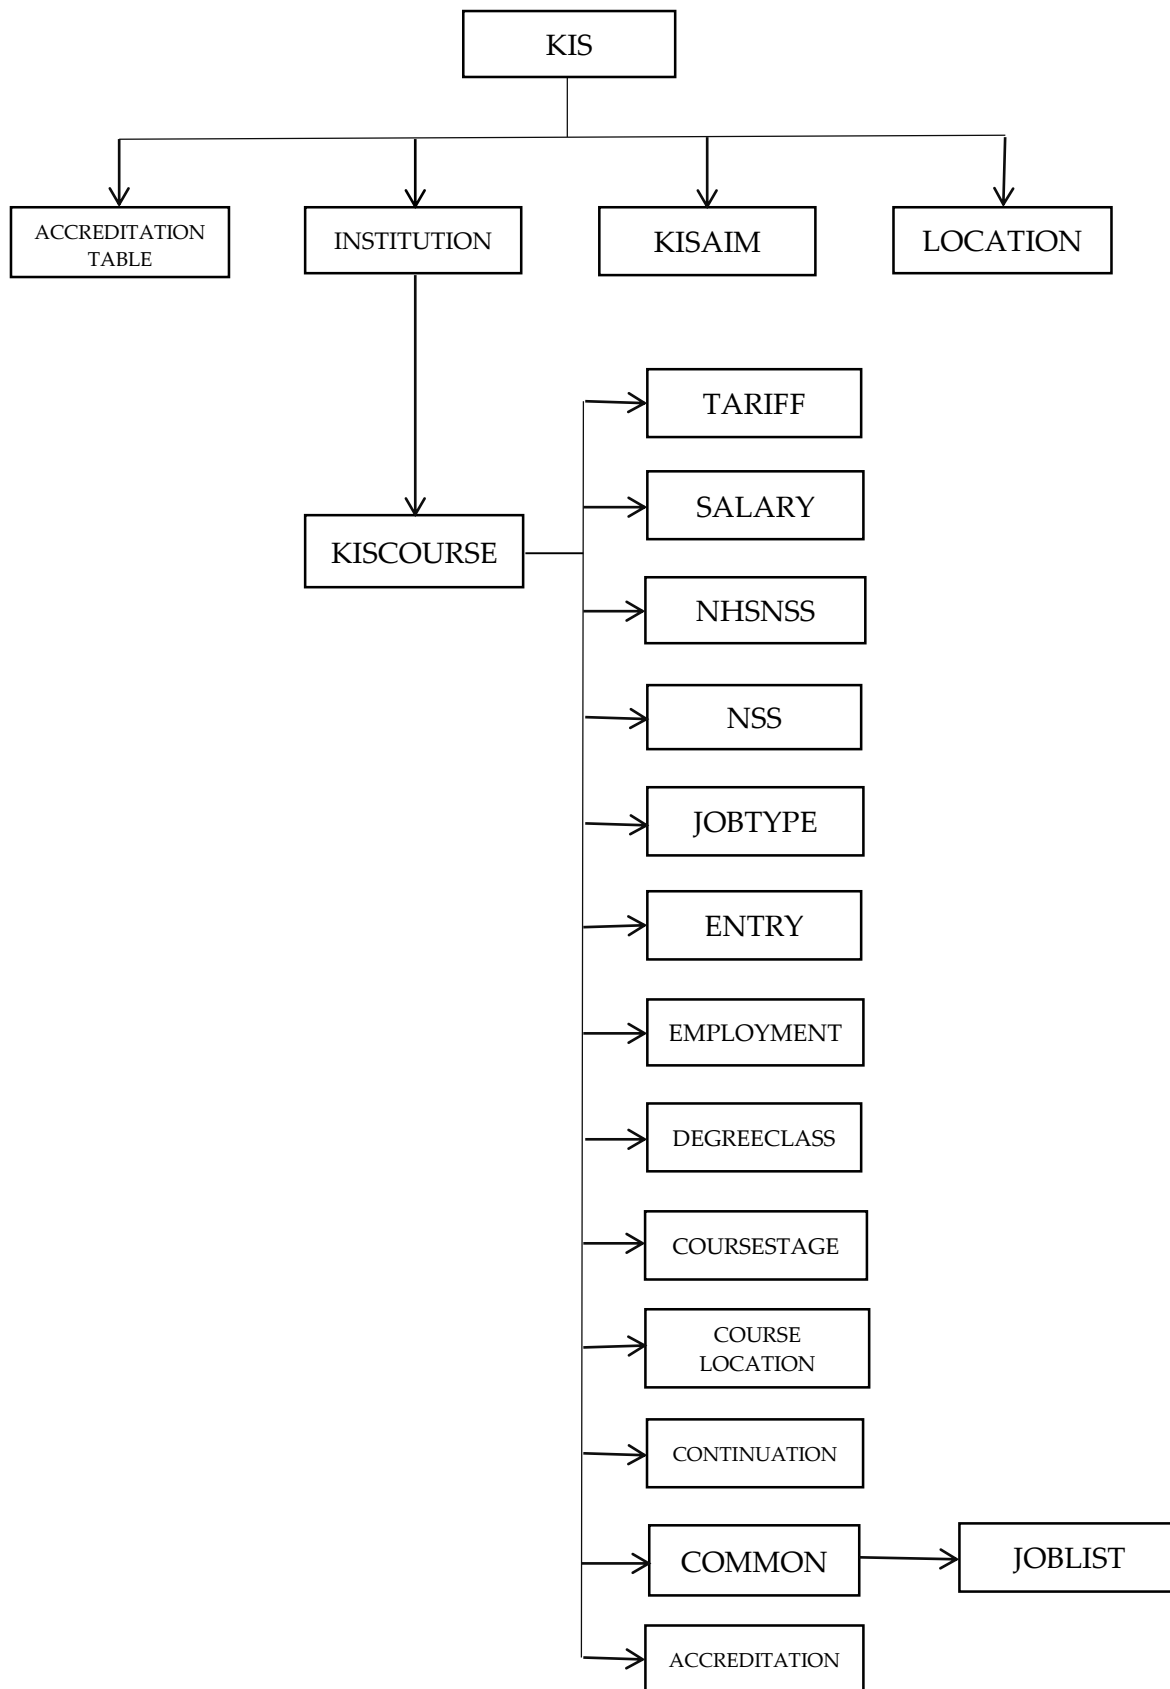 KIS
ACCREDITATION
TABLE
INSTITUTION
KISAIM
LOCATION
TARIFF
SALARY
KISCOURSE
NHSNSS
NSS
JOBTYPE
ENTRY
EMPLOYMENT
DEGREECLASS
COURSESTAGE
COURSE
LOCATION
CONTINUATION
COMMON
JOBLIST
ACCREDITATION